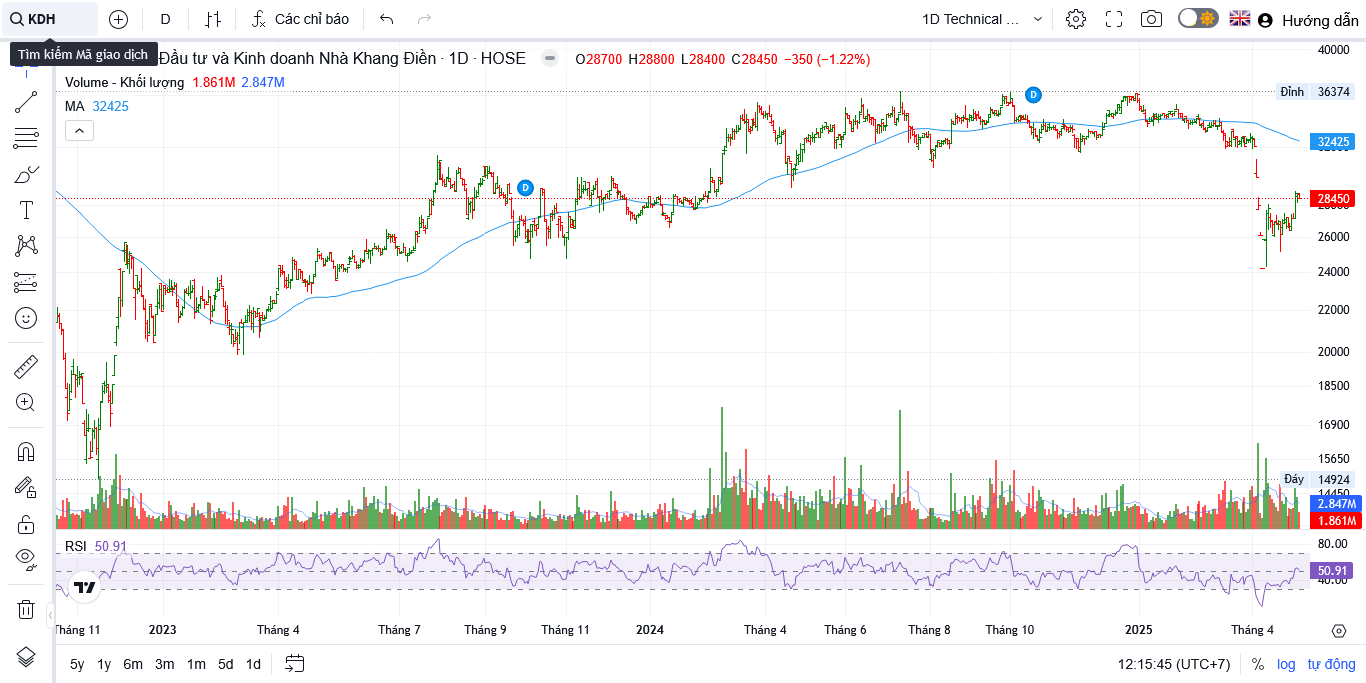 KDH
D
Các chỉ báo
1D Technical ...
Hướng dẫn
Tìm kiếm Mã giao dịch
Đầu tư và Kinh doanh Nhà Khang Điền · 1D · HOSE
O28700 H28800 L28400 C28450 −350 (−1.22%)
Volume - Khối lượng 1.861M 2.847M
MA 32425
D
D
40000
Đỉnh 36374
32425
28450
26000
24000
22000
20000
18500
16900
15650
Đáy 14924
14450
2.847M
1.861M
RSI 50.91
80.00
50.91
40.00
Tháng 11 2023 Tháng 4 Tháng 7 Tháng 9 Tháng 11 2024 Tháng 4 Tháng 6 Tháng 8 Tháng 10 2025 Tháng 4
5y 1y 6m 3m 1m 5d 1d
12:15:45 (UTC+7) % log tự động